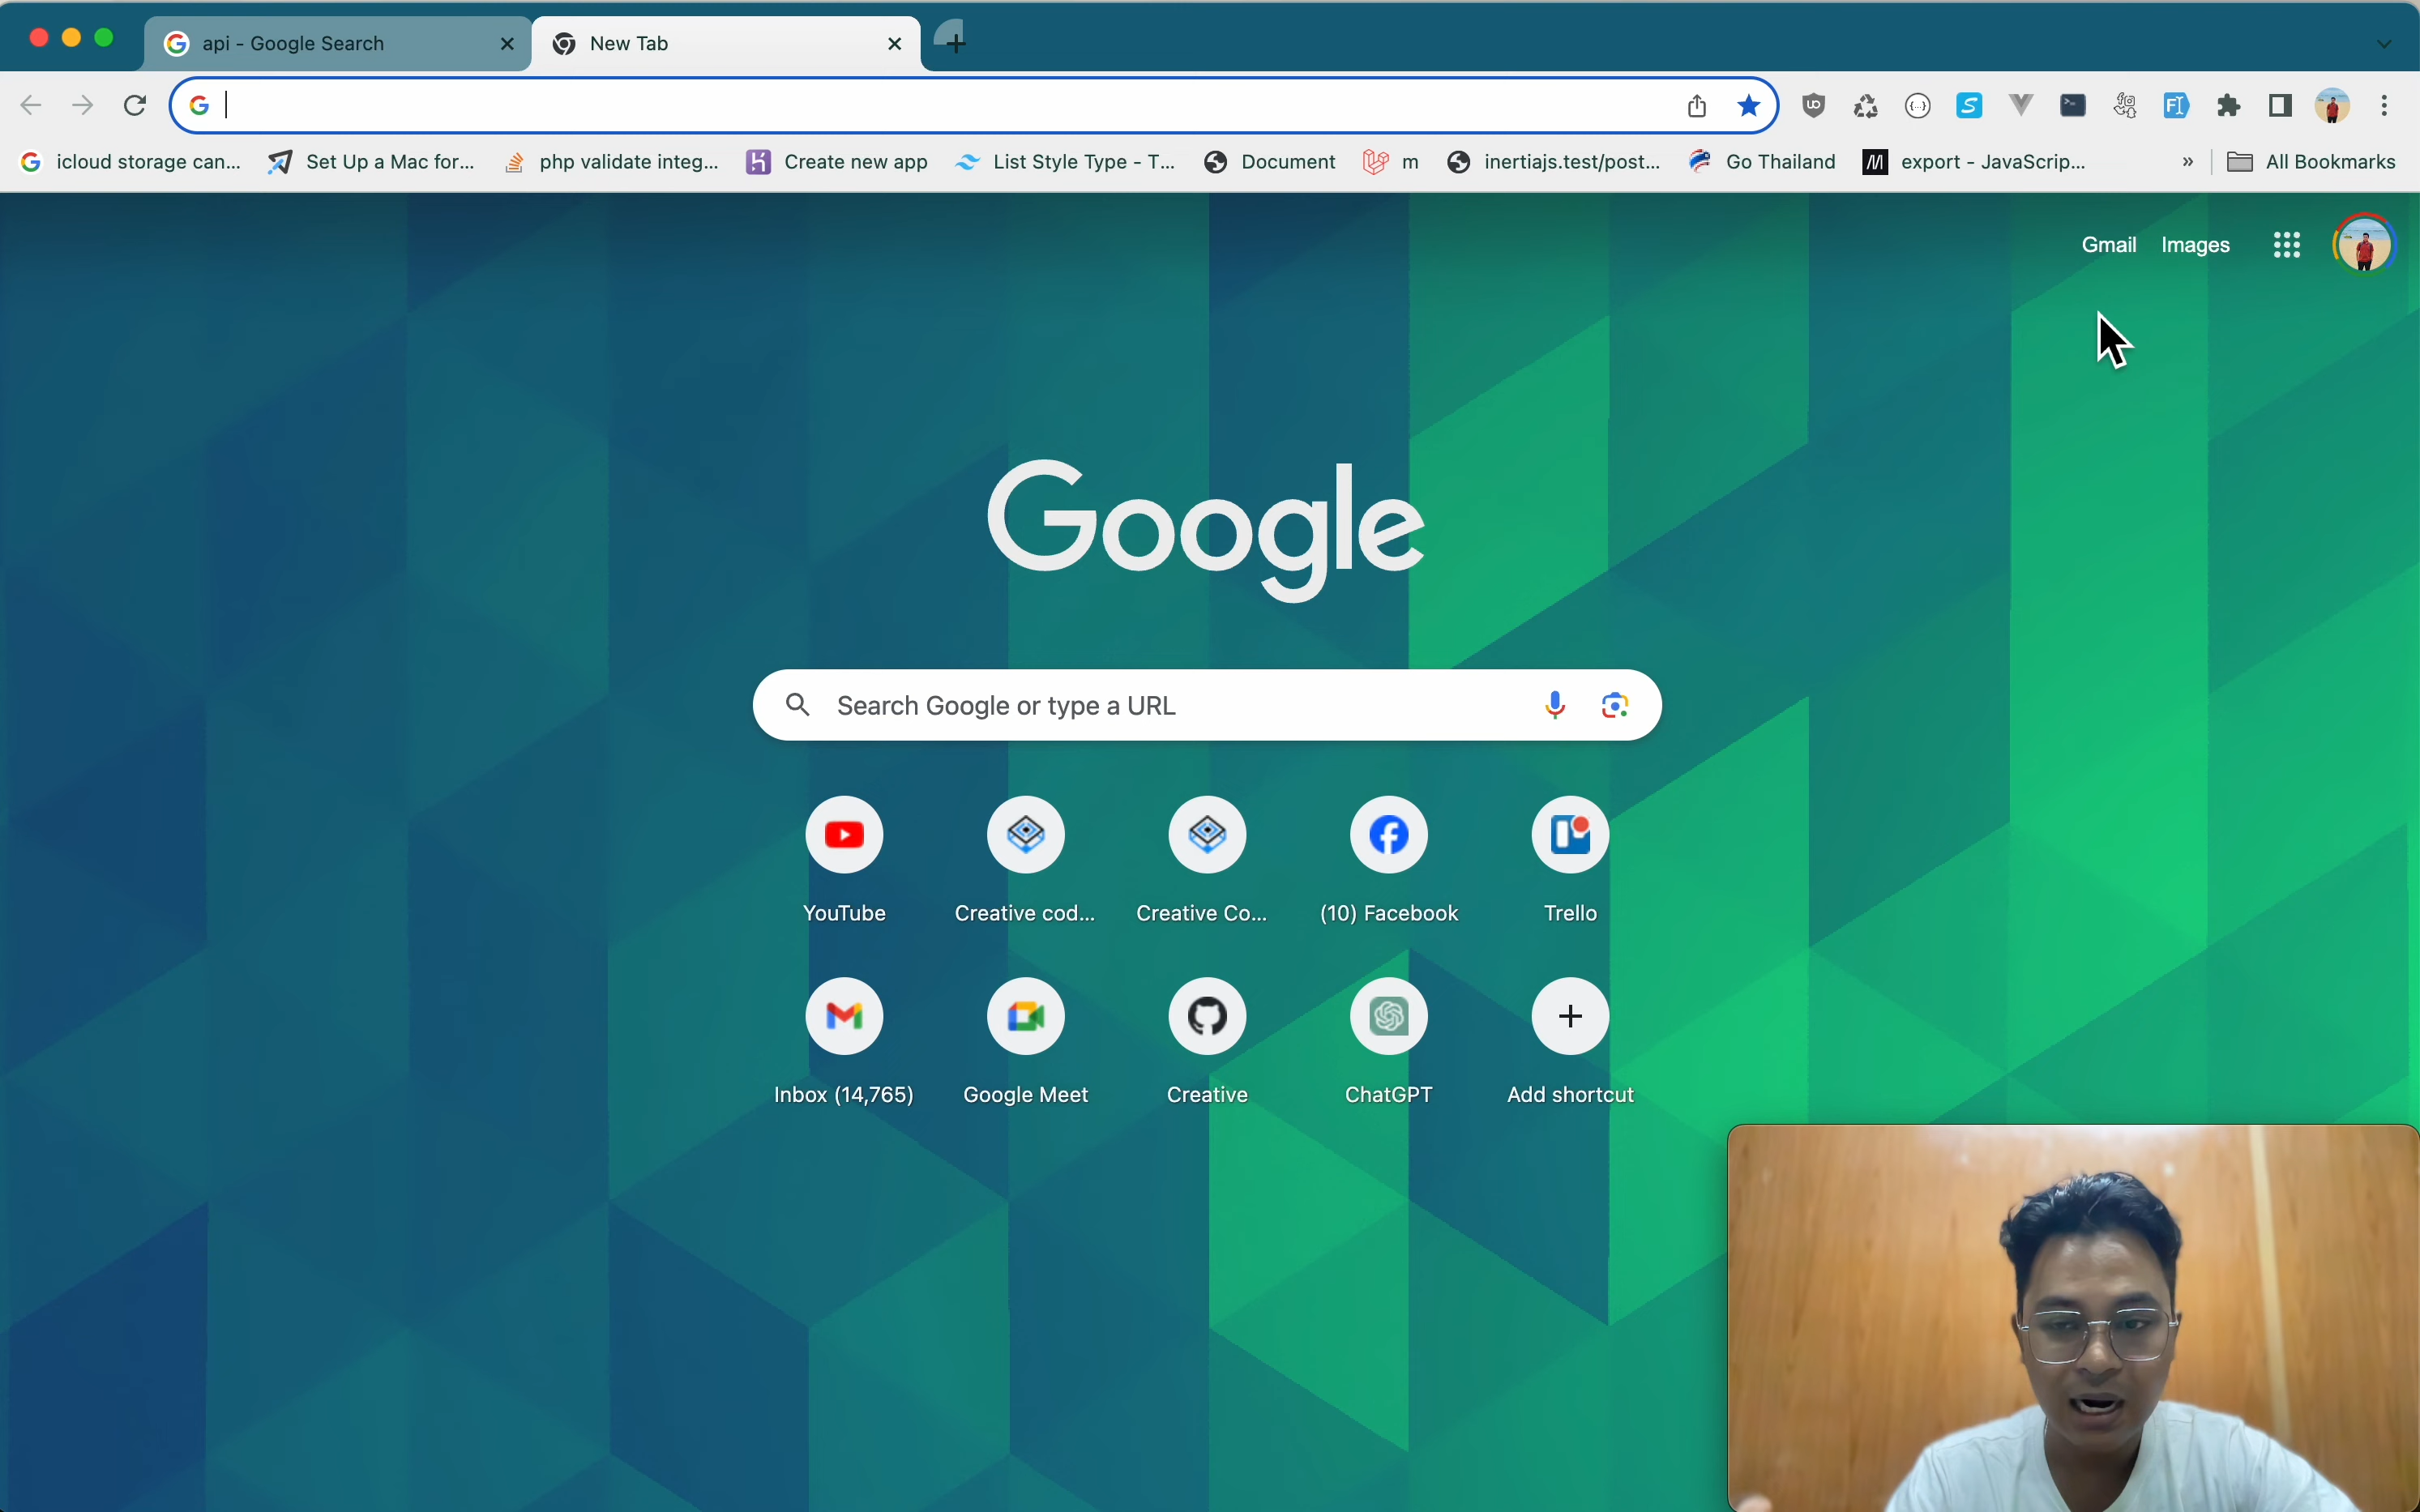 api - Google Search
New Tab
icloud storage can...
Set Up a Mac for...
php validate integ...
Create new app
List Style Type - T...
Document
m
inertiajs.test/post...
Go Thailand
export - JavaScrip...
»
All Bookmarks
Gmail
Images
Google
Search Google or type a URL
YouTube
Creative cod...
Creative Co...
(10) Facebook
Trello
Inbox (14,765)
Google Meet
Creative
ChatGPT
Add shortcut